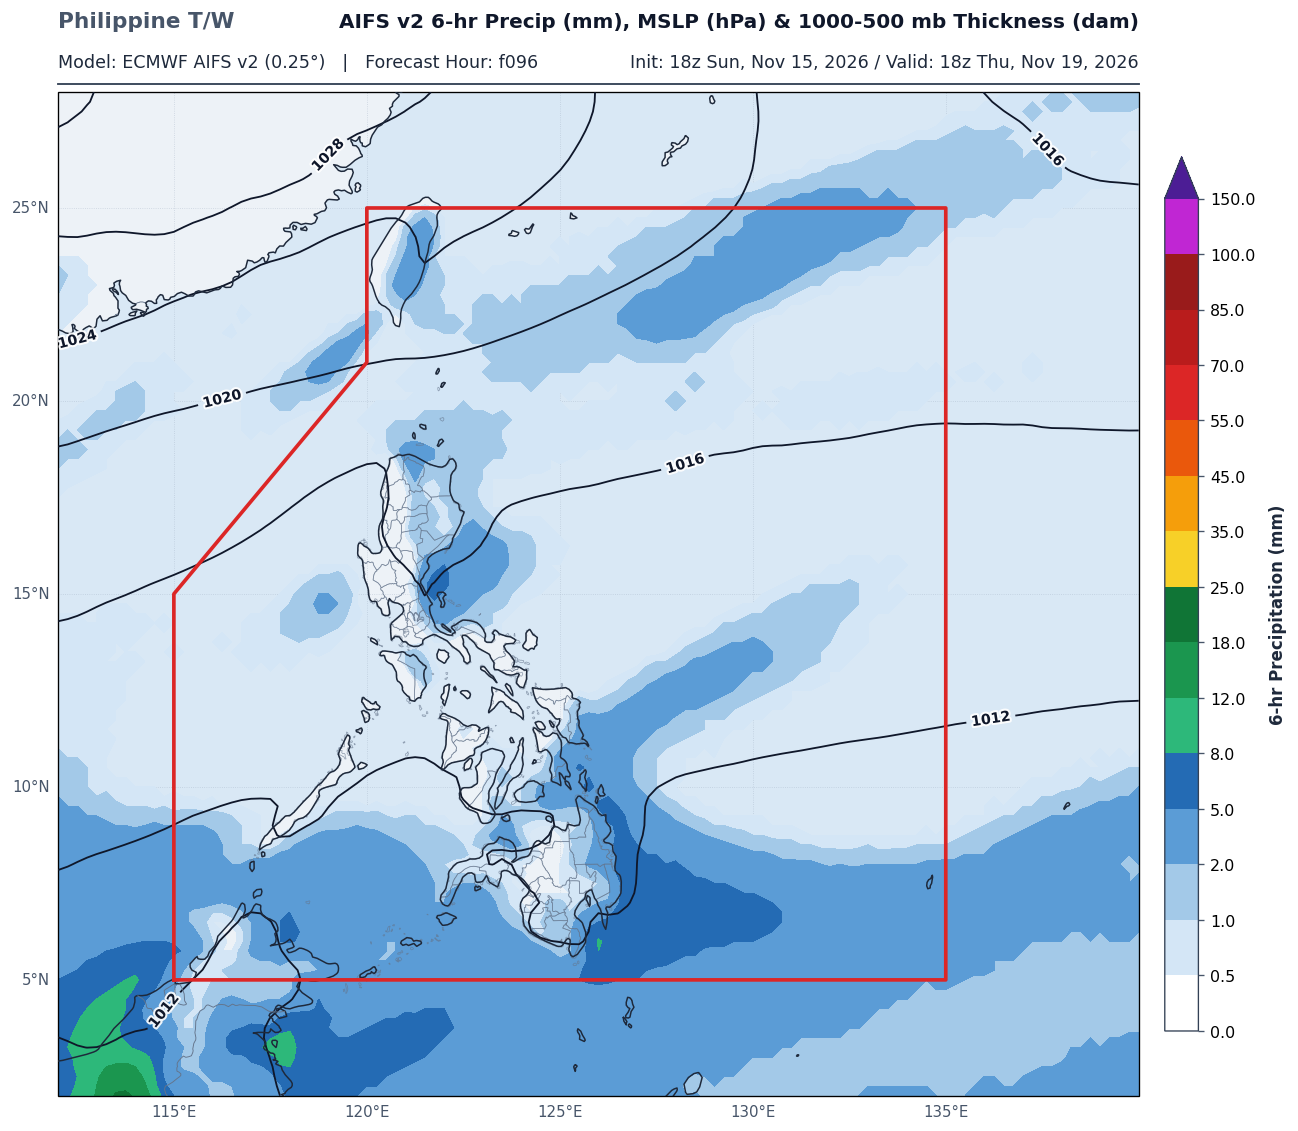 Philippine T/W
AIFS v2 6-hr Precip (mm), MSLP (hPa) & 1000-500 mb Thickness (dam)
Model: ECMWF AIFS v2 (0.25°) | Forecast Hour: f096
Init: 18z Sun, Nov 15, 2026 / Valid: 18z Thu, Nov 19, 2026
1028
1016
25°N
1024
1020
20°N
1016
15°N
1012
10°N
5°N
1012
115°E
120°E
125°E
130°E
135°E
150.0
100.0
85.0
70.0
55.0
45.0
35.0
25.0
18.0
12.0
8.0
5.0
2.0
1.0
0.5
0.0
6-hr Precipitation (mm)